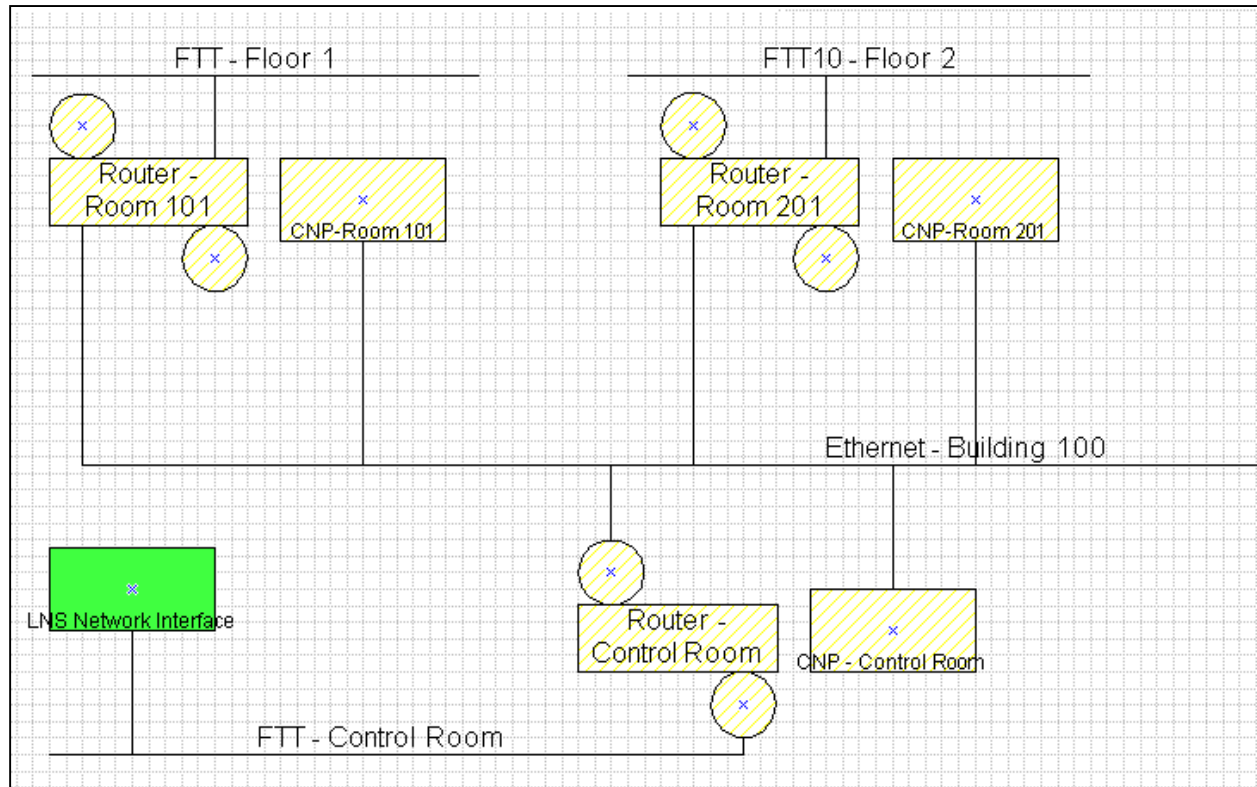 FTT - Floor 1
FTT10 - Floor 2
Router -
Room 101
CNP-Room 101
Router -
Room 201
CNP-Room 201
Ethernet - Building 100
LNS Network Interface
Router -
Control Room
CNP - Control Room
FTT - Control Room